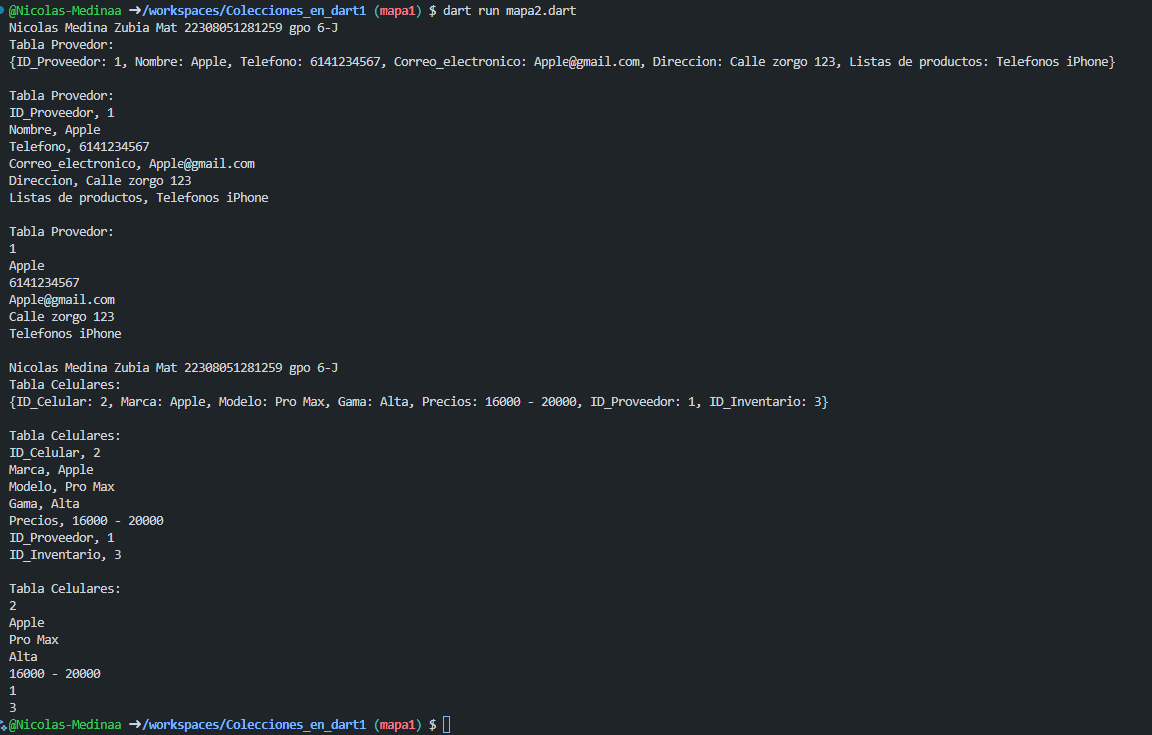 @Nicolas-Medinaa ➜/workspaces/Colecciones_en_dart1 (mapa1) $ dart run mapa2.dart
Nicolas Medina Zubia Mat 22308051281259 gpo 6-J
Tabla Provedor:
{ID_Proveedor: 1, Nombre: Apple, Telefono: 6141234567, Correo_electronico: Apple@gmail.com, Direccion: Calle zorgo 123, Listas de productos: Telefonos iPhone}

Tabla Provedor:
ID_Proveedor, 1
Nombre, Apple
Telefono, 6141234567
Correo_electronico, Apple@gmail.com
Direccion, Calle zorgo 123
Listas de productos, Telefonos iPhone

Tabla Provedor:
1
Apple
6141234567
Apple@gmail.com
Calle zorgo 123
Telefonos iPhone

Nicolas Medina Zubia Mat 22308051281259 gpo 6-J
Tabla Celulares:
{ID_Celular: 2, Marca: Apple, Modelo: Pro Max, Gama: Alta, Precios: 16000 - 20000, ID_Proveedor: 1, ID_Inventario: 3}

Tabla Celulares:
ID_Celular, 2
Marca, Apple
Modelo, Pro Max
Gama, Alta
Precios, 16000 - 20000
ID_Proveedor, 1
ID_Inventario, 3

Tabla Celulares:
2
Apple
Pro Max
Alta
16000 - 20000
1
3
@Nicolas-Medinaa ➜/workspaces/Colecciones_en_dart1 (mapa1) $